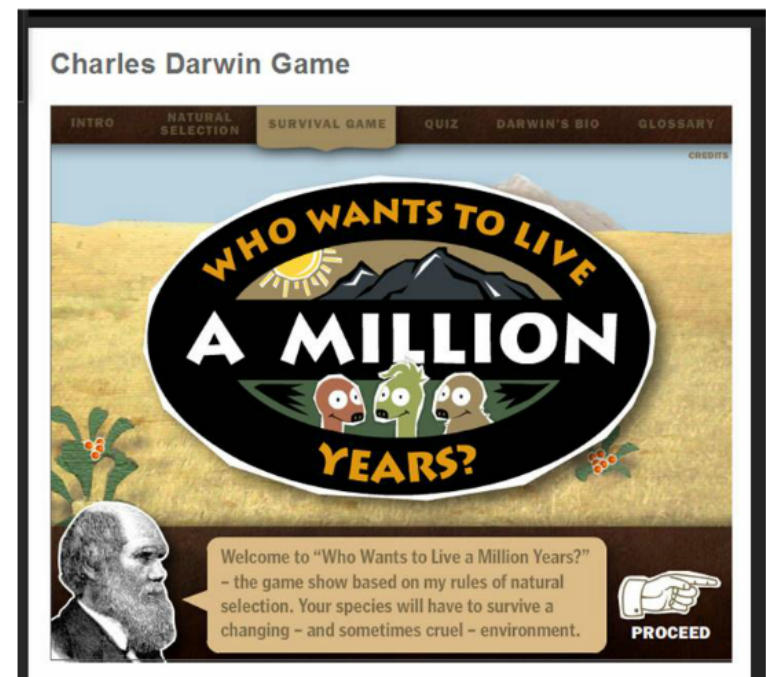 Charles Darwin Game
INTRO
NATURAL
SELECTION
SURVIVAL GAME
QUIZ
DARWIN'S BIO
GLOSSARY
CREDITS
WHO WANTS TO LIVE
A MILLION
YEARS?
Welcome to “Who Wants to Live a Million Years?”
– the game show based on my rules of natural
selection. Your species will have to survive a
changing – and sometimes cruel – environment.
PROCEED